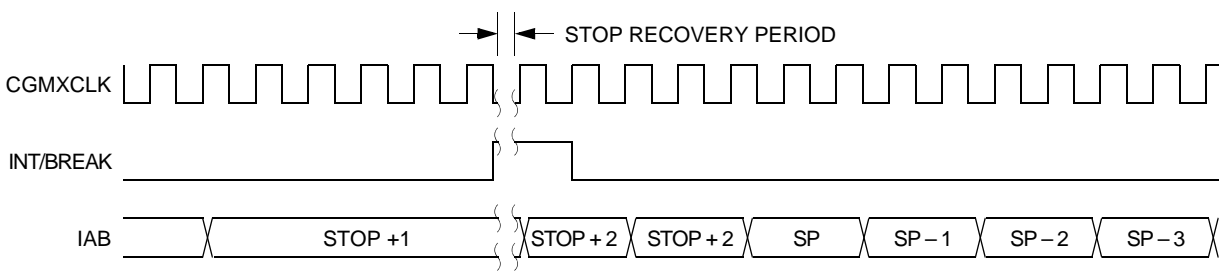 STOP RECOVERY PERIOD
CGMXCLK
INT/BREAK
IAB STOP +1 STOP + 2 STOP + 2 SP SP – 1 SP – 2 SP – 3